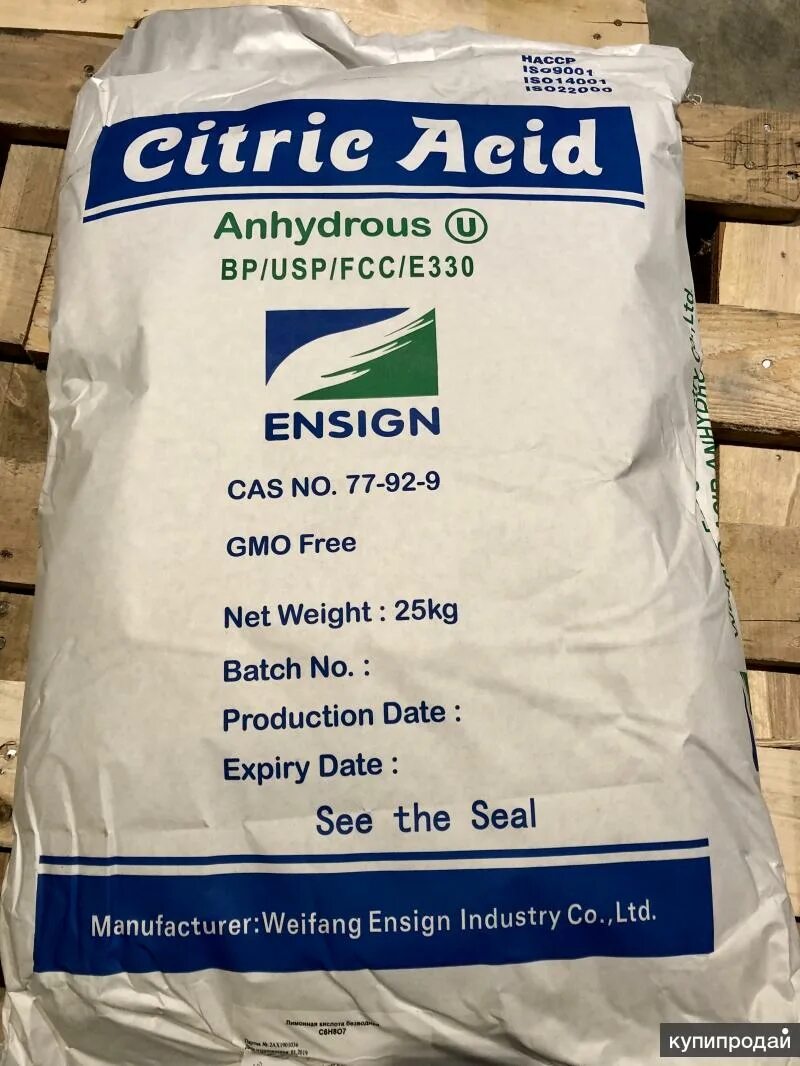 HACCP
ISO9001
ISO14001
ISO22000
Citric Acid
Anhydrous U
BP/USP/FCC/E330
ENSIGN
CAS NO. 77-92-9
GMO Free
Net Weight : 25kg
Batch No. :
Production Date :
Expiry Date :
See the Seal
Manufacturer:Weifang Ensign Industry Co.,Ltd.
Лимонная кислота безводная
C6H8O7
купипродай